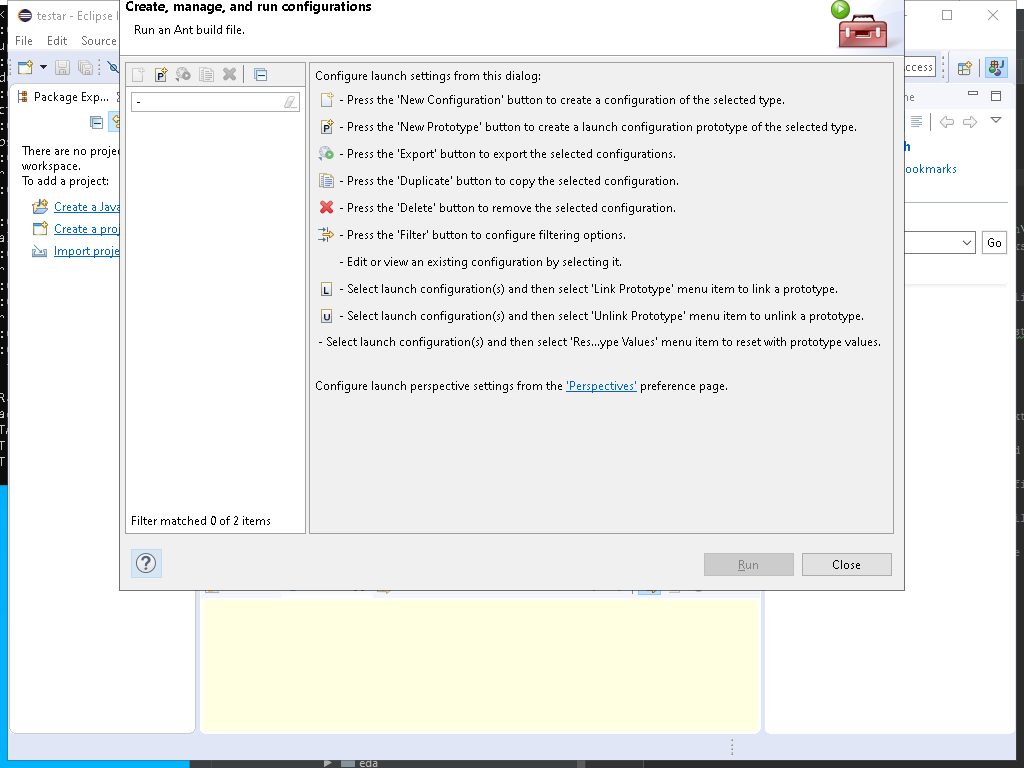 Create, manage, and run configurations
Run an Ant build file.
testar - Eclipse
File Edit Source
ccess
Package Exp...
There are no proje
workspace.
To add a project:
Create a Java
Create a proj
Import proje
-
Filter matched 0 of 2 items
Configure launch settings from this dialog:
- Press the 'New Configuration' button to create a configuration of the selected type.
- Press the 'New Prototype' button to create a launch configuration prototype of the selected type.
- Press the 'Export' button to export the selected configurations.
- Press the 'Duplicate' button to copy the selected configuration.
- Press the 'Delete' button to remove the selected configuration.
- Press the 'Filter' button to configure filtering options.
- Edit or view an existing configuration by selecting it.
- Select launch configuration(s) and then select 'Link Prototype' menu item to link a prototype.
- Select launch configuration(s) and then select 'Unlink Prototype' menu item to unlink a prototype.
- Select launch configuration(s) and then select 'Res...ype Values' menu item to reset with prototype values.
Configure launch perspective settings from the 'Perspectives' preference page.
ne
h
ookmarks
Go
Run
Close
eda